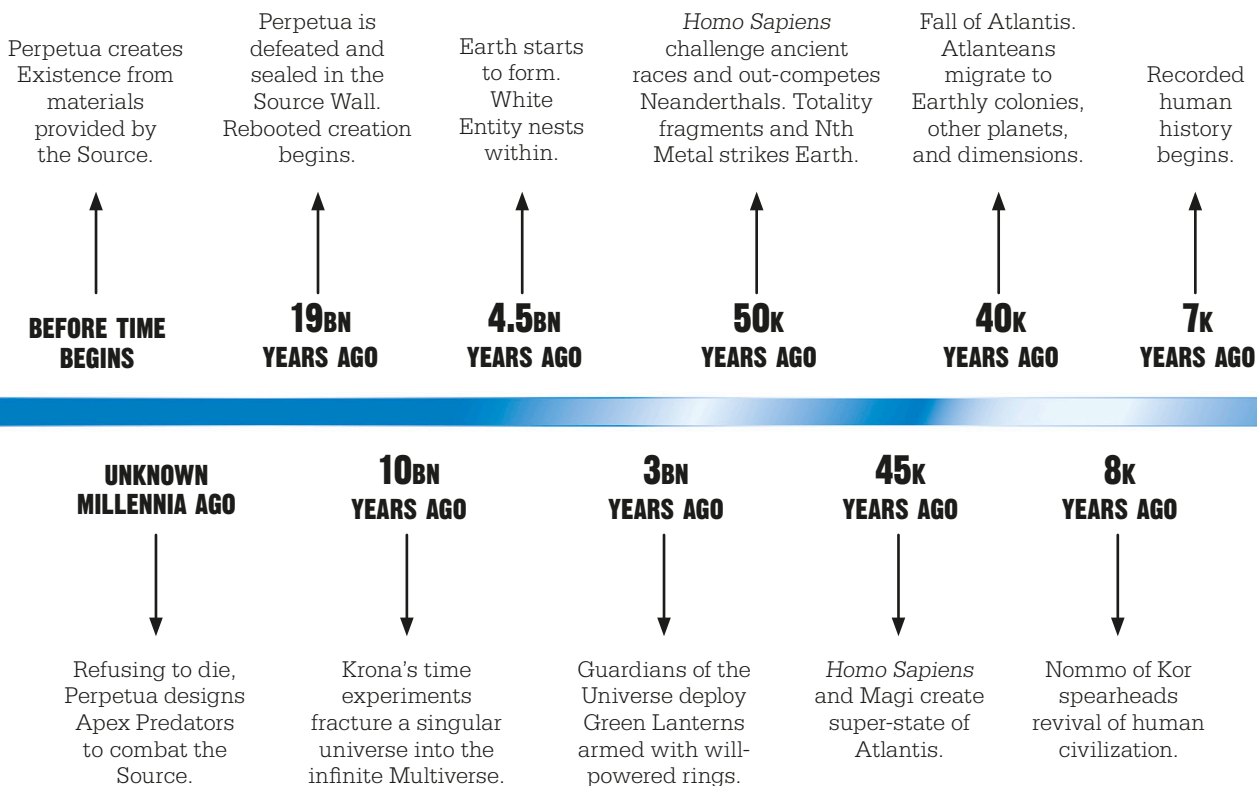 Perpetua creates
Existence from
materials
provided by
the Source.
BEFORE TIME
BEGINS
Perpetua is
defeated and
sealed in the
Source Wall.
Rebooted creation
begins.
19BN
YEARS AGO
Earth starts
to form.
White
Entity nests
within.
4.5BN
YEARS AGO
Homo Sapiens
challenge ancient
races and out-competes
Neanderthals. Totality
fragments and Nth
Metal strikes Earth.
50K
YEARS AGO
Fall of Atlantis.
Atlanteans
migrate to
Earthly colonies,
other planets,
and dimensions.
40K
YEARS AGO
Recorded
human
history
begins.
7K
YEARS AGO
UNKNOWN
MILLENNIA AGO
Refusing to die,
Perpetua designs
Apex Predators
to combat the
Source.
10BN
YEARS AGO
Krona's time
experiments
fracture a singular
universe into the
infinite Multiverse.
3BN
YEARS AGO
Guardians of the
Universe deploy
Green Lanterns
armed with will-
powered rings.
45K
YEARS AGO
Homo Sapiens
and Magi create
super-state of
Atlantis.
8K
YEARS AGO
Nommo of Kor
spearheads
revival of human
civilization.